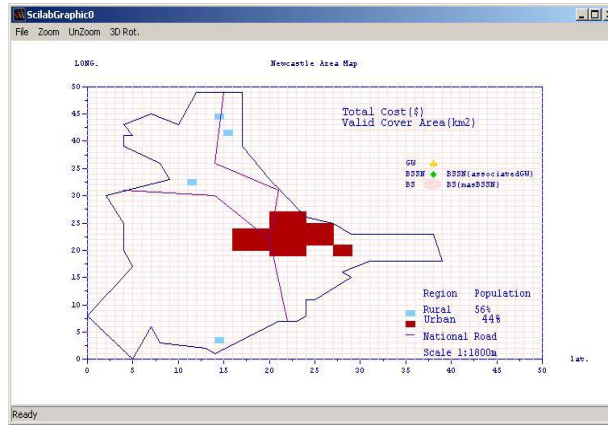 ScilabGraphic0
File Zoom UnZoom 3D Rot.
LONG. Newcastle Area Map
50
45
40
35
30
25
20
15
10
5
0
0 5 10 15 20 25 30 35 40 45 50
lat.
Total Cost($)
Valid Cover Area(km2)
GW
BSSN BSSN(associatedGW)
BS BS(masBSSN)
Region Population
Rural 56%
Urban 44%
National Road
Scale 1:1800m
Ready